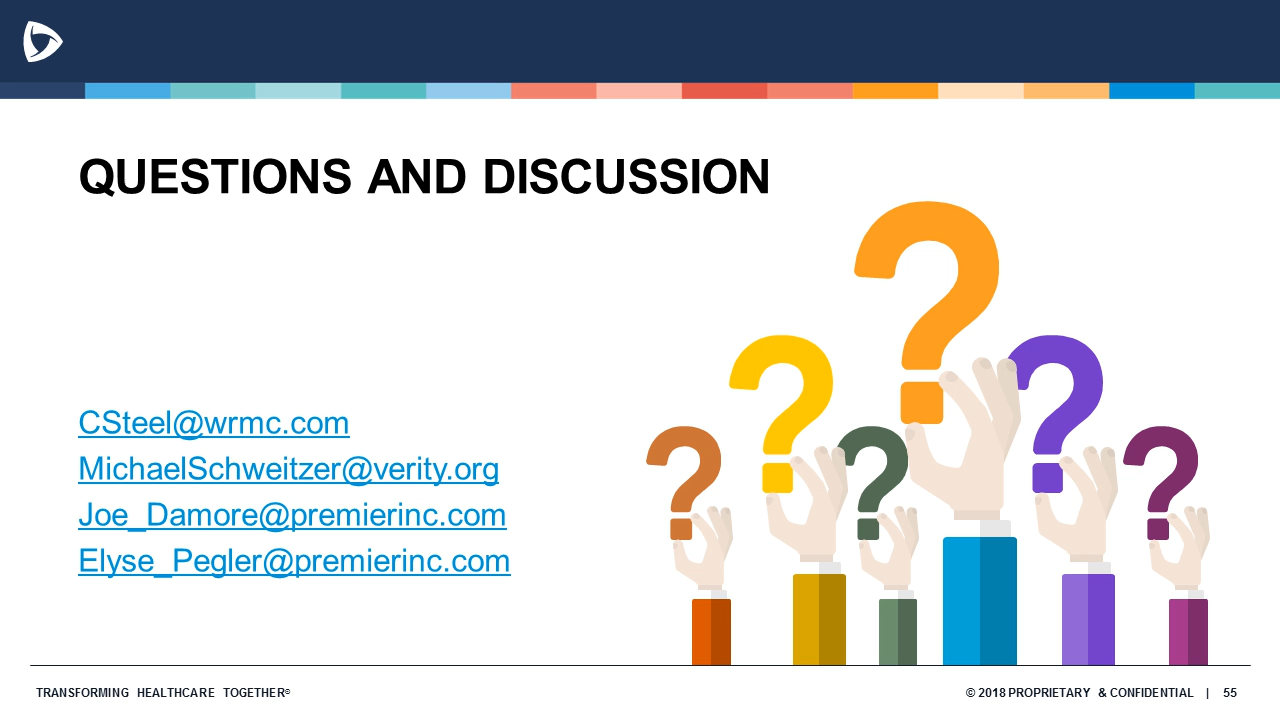 QUESTIONS AND DISCUSSION
CSteel@wrmc.com
MichaelSchweitzer@verity.org
Joe_Damore@premierinc.com
Elyse_Pegler@premierinc.com
TRANSFORMING HEALTHCARE TOGETHER®
© 2018 PROPRIETARY & CONFIDENTIAL | 55